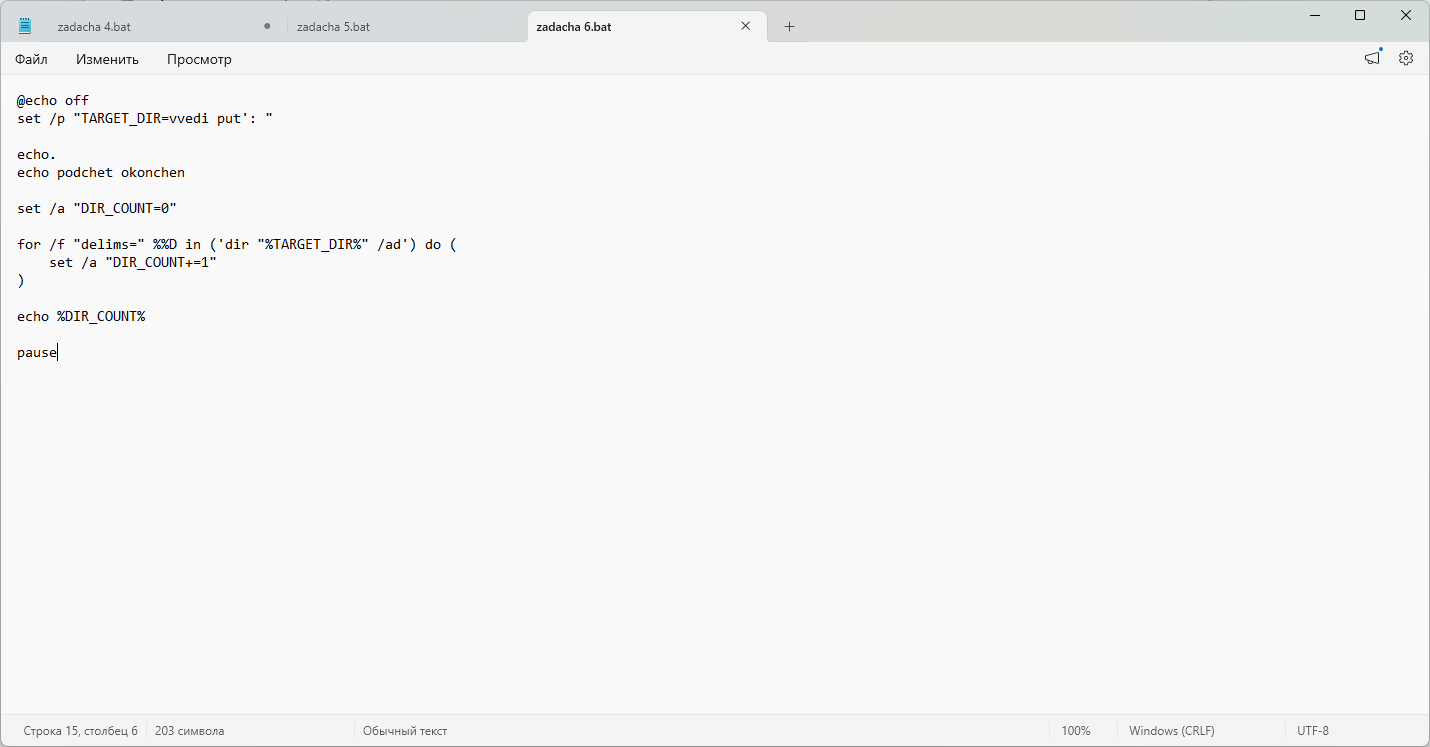 zadacha 4.bat
zadacha 5.bat
zadacha 6.bat
Файл Изменить Просмотр
@echo off
set /p "TARGET_DIR=vvedi put': "
echo.
echo podchet okonchen
set /a "DIR_COUNT=0"
for /f "delims=" %%D in ('dir "%TARGET_DIR%" /ad') do (
    set /a "DIR_COUNT+=1"
)
echo %DIR_COUNT%
pause
Строка 15, столбец 6 203 символа Обычный текст 100% Windows (CRLF) UTF-8